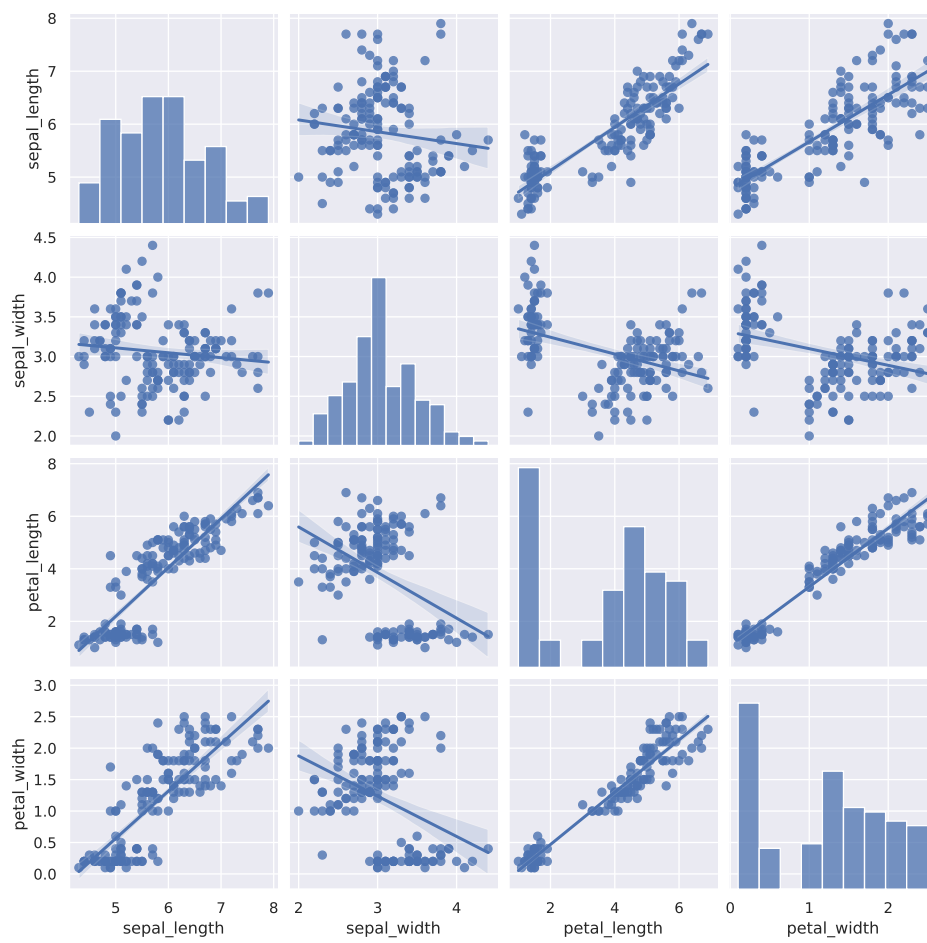 8
7
6
5
sepal_length
4.5
4.0
3.5
3.0
2.5
2.0
sepal_width
8
6
4
2
petal_length
3.0
2.5
2.0
1.5
1.0
0.5
0.0
petal_width
5 6 7 8
2 3 4
2 4 6
0 1 2
sepal_length
sepal_width
petal_length
petal_width